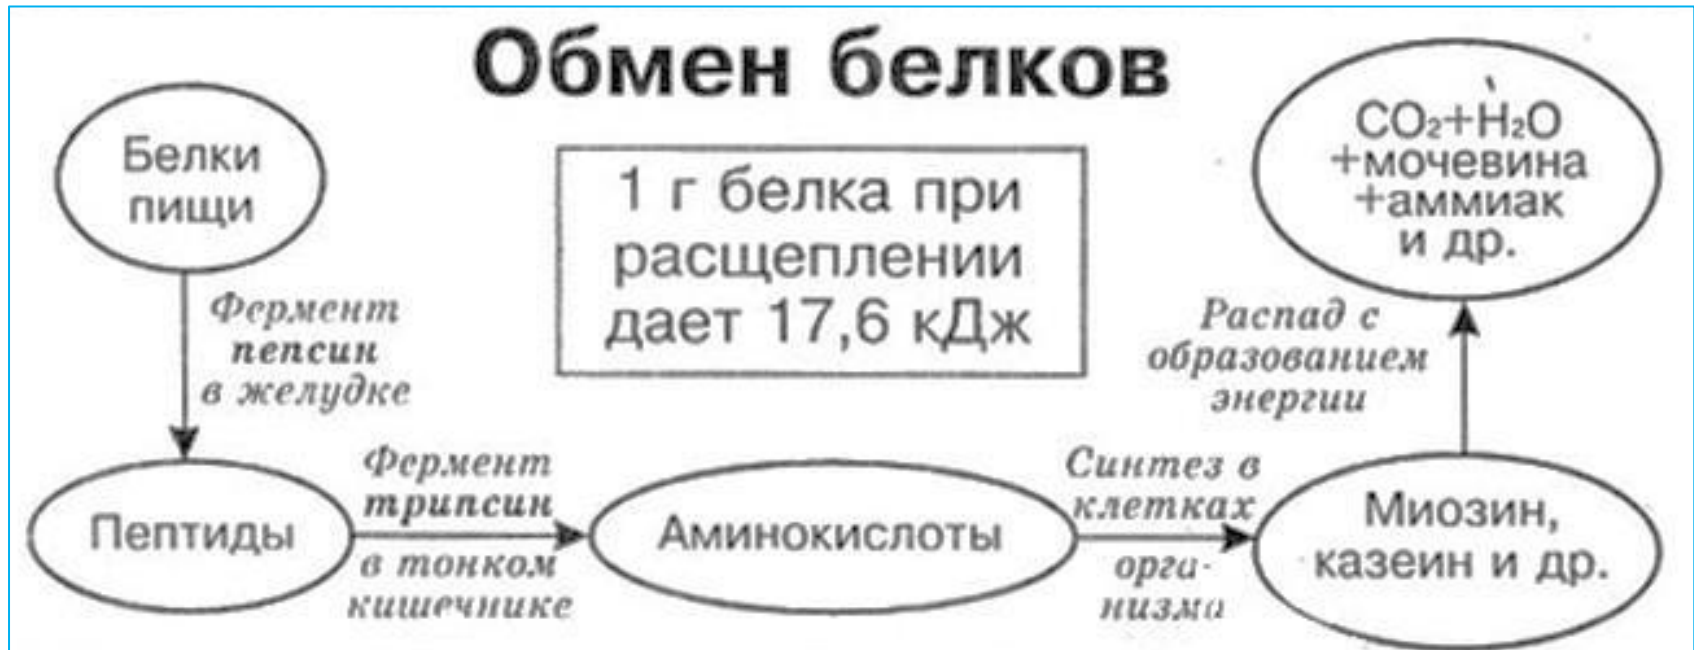 Обмен белков
Белки
пищи
1 г белка при
расщеплении
дает 17,6 кДж
CO₂+H₂O
+мочевина
+аммиак
и др.
Фермент
пепсин
в желудке
Распад с
образованием
энергии
Пептиды
Фермент
трипсин
в тонком
кишечнике
Аминокислоты
Синтез в
клетках
орга-
низма
Миозин,
казеин и др.